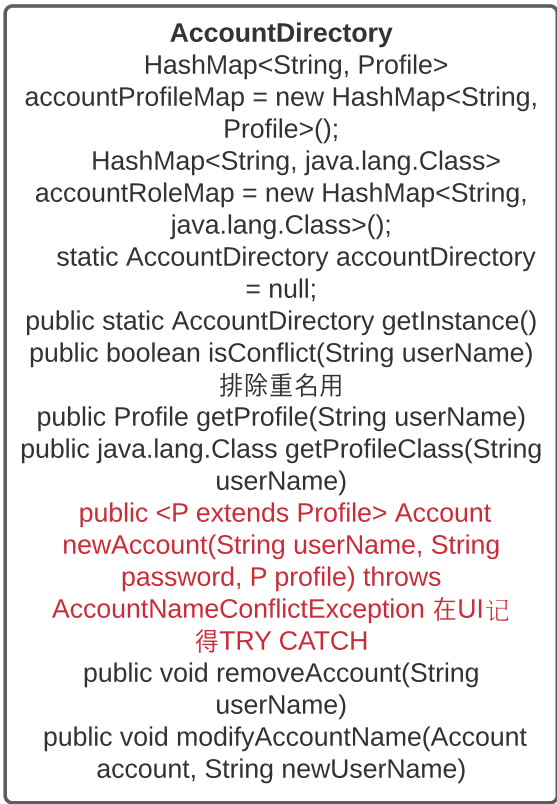 AccountDirectory
HashMap<String, Profile>
accountProfileMap = new HashMap<String,
Profile>();
HashMap<String, java.lang.Class>
accountRoleMap = new HashMap<String,
java.lang.Class>();
static AccountDirectory accountDirectory
= null;
public static AccountDirectory getInstance()
public boolean isConflict(String userName)
排除重名用
public Profile getProfile(String userName)
public java.lang.Class getProfileClass(String
userName)
public <P extends Profile> Account
newAccount(String userName, String
password, P profile) throws
AccountNameConflictException 在UI记
得TRY CATCH
public void removeAccount(String
userName)
public void modifyAccountName(Account
account, String newUserName)